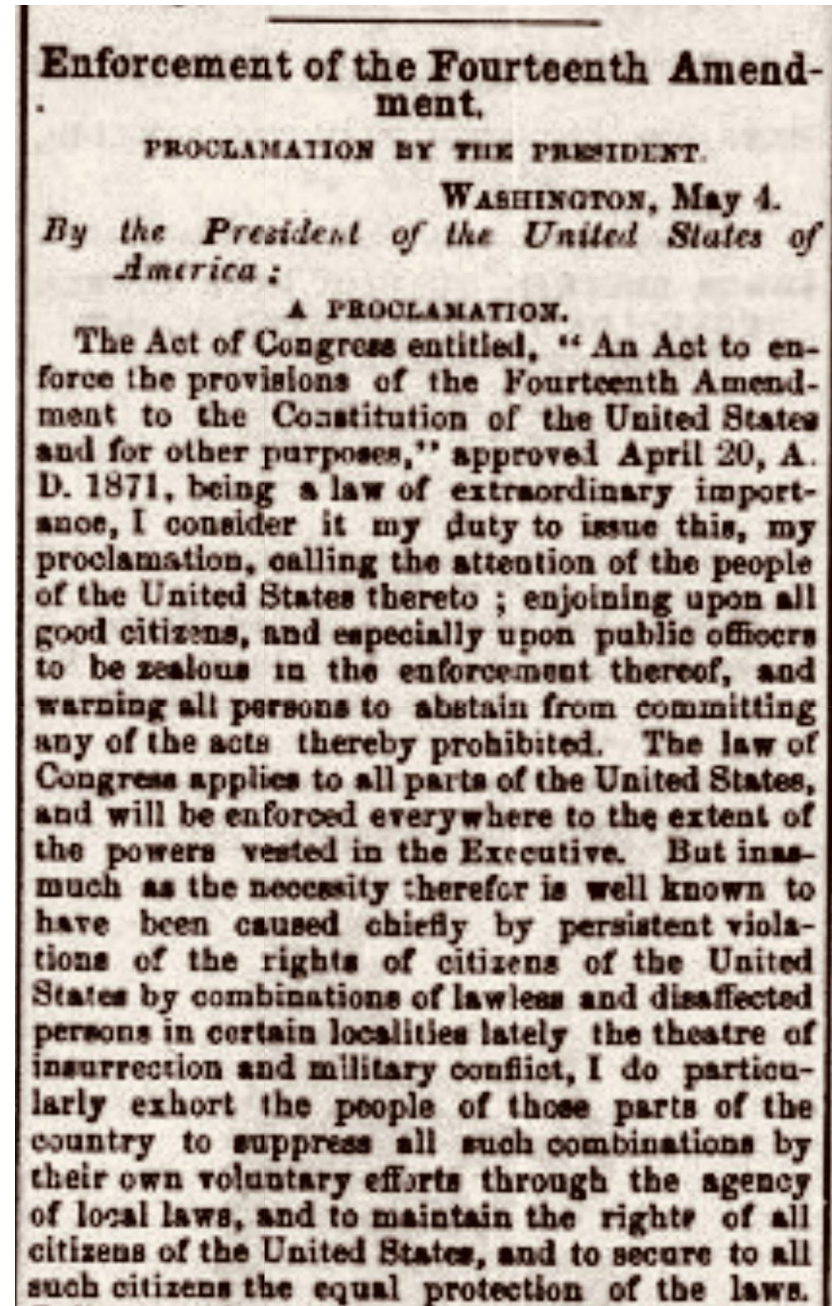 Enforcement of the Fourteenth Amend-
ment.
PROCLAMATION BY THE PRESIDENT.
WASHINGTON, May 4.
By the President of the United States of
America :
A PROCLAMATION.
The Act of Congress entitled, “ An Act to en-
force the provisions of the Fourteenth Amend-
ment to the Constitution of the United States
and for other purposes,” approved April 20, A.
D. 1871, being a law of extraordinary import-
ance, I consider it my duty to issue this, my
proclamation, calling the attention of the people
of the United States thereto ; enjoining upon all
good citizens, and especially upon public officers
to be zealous in the enforcement thereof, and
warning all persons to abstain from committing
any of the acts thereby prohibited. The law of
Congress applies to all parts of the United States,
and will be enforced everywhere to the extent of
the powers vested in the Executive. But inas-
much as the necessity therefor is well known to
have been caused chiefly by persistent viola-
tions of the rights of citizens of the United
States by combinations of lawless and disaffected
persons in certain localities lately the theatre of
insurrection and military conflict, I do particu-
larly exhort the people of those parts of the
country to suppress all such combinations by
their own voluntary efforts through the agency
of local laws, and to maintain the rights of all
citizens of the United States, and to secure to all
such citizens the equal protection of the laws.